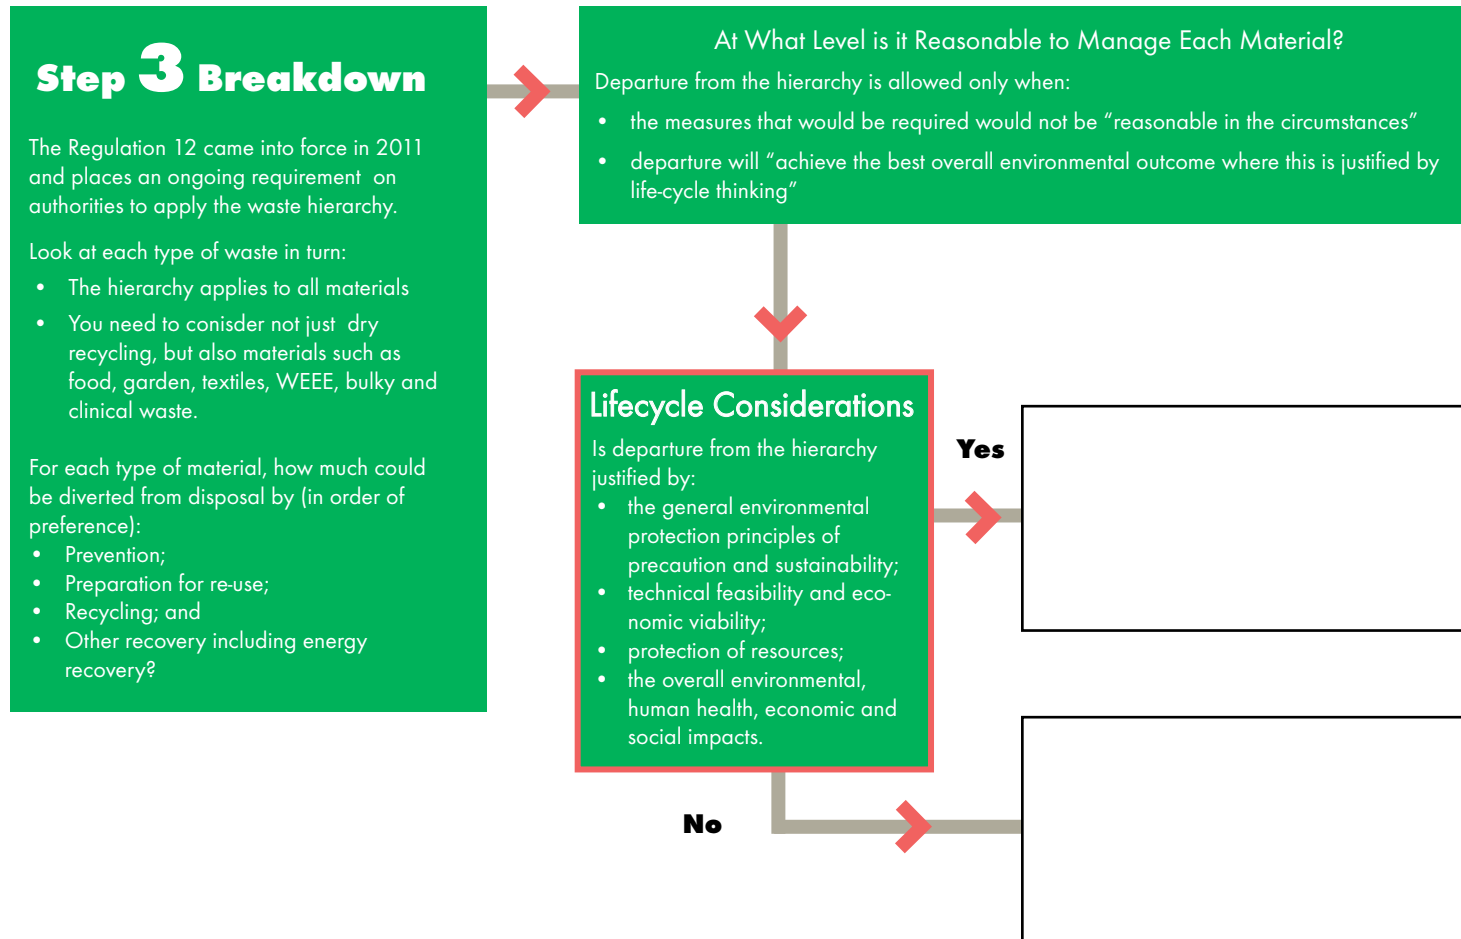 Step 3 Breakdown
The Regulation 12 came into force in 2011
and places an ongoing requirement on
authorities to apply the waste hierarchy.
Look at each type of waste in turn:
• The hierarchy applies to all materials
• You need to conisder not just dry
recycling, but also materials such as
food, garden, textiles, WEEE, bulky and
clinical waste.
For each type of material, how much could
be diverted from disposal by (in order of
preference):
• Prevention;
• Preparation for re-use;
• Recycling; and
• Other recovery including energy
recovery?
At What Level is it Reasonable to Manage Each Material?
Departure from the hierarchy is allowed only when:
• the measures that would be required would not be “reasonable in the circumstances”
• departure will “achieve the best overall environmental outcome where this is justified by
life-cycle thinking”
Lifecycle Considerations
Is departure from the hierarchy
justified by:
• the general environmental
protection principles of
precaution and sustainability;
• technical feasibility and eco-
nomic viability;
• protection of resources;
• the overall environmental,
human health, economic and
social impacts.
Yes
No